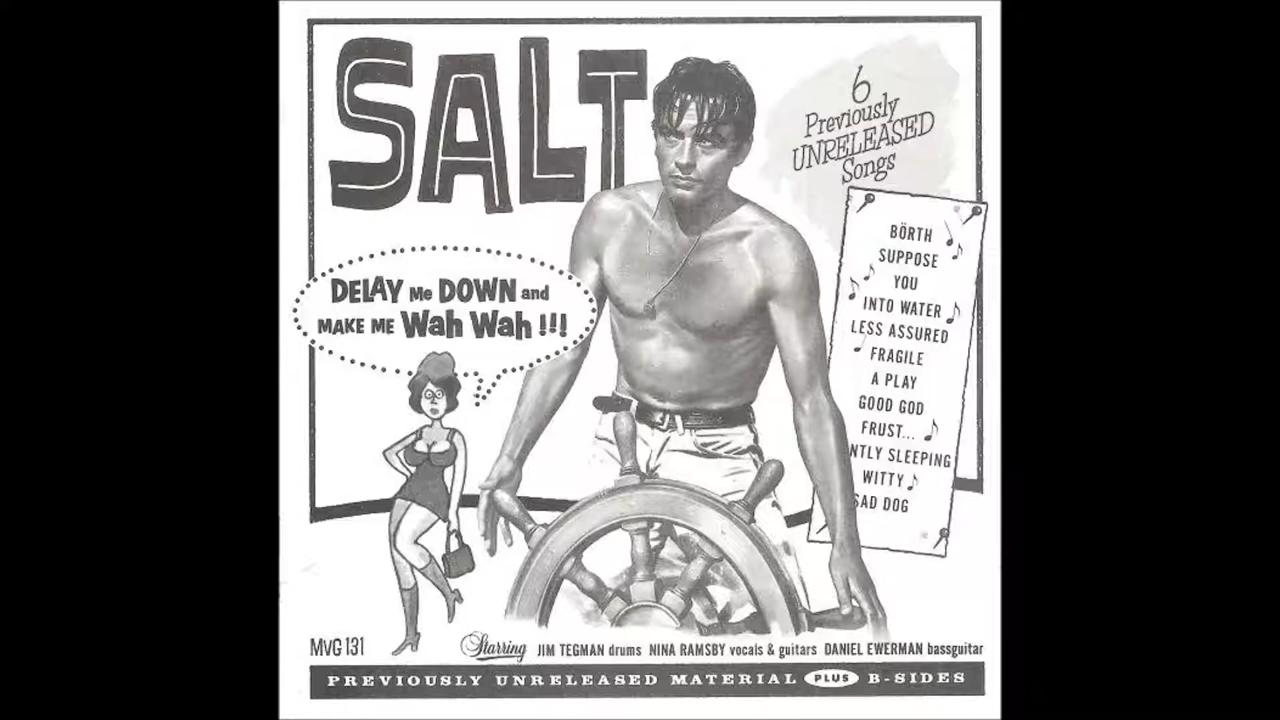 SALT
6
Previously
UNRELEASED
Songs
BÖRTH
SUPPOSE
YOU
INTO WATER
LESS ASSURED
FRAGILE
A PLAY
GOOD GOD
FRUST...
NTLY SLEEPING
WITTY
SAD DOG
DELAY Me DOWN and
MAKE ME Wah Wah !!!
MVG 131
Starring JIM TEGMAN drums NINA RAMSBY vocals & guitars DANIEL EWERMAN bassguitar
PREVIOUSLY UNRELEASED MATERIAL PLUS B-SIDES